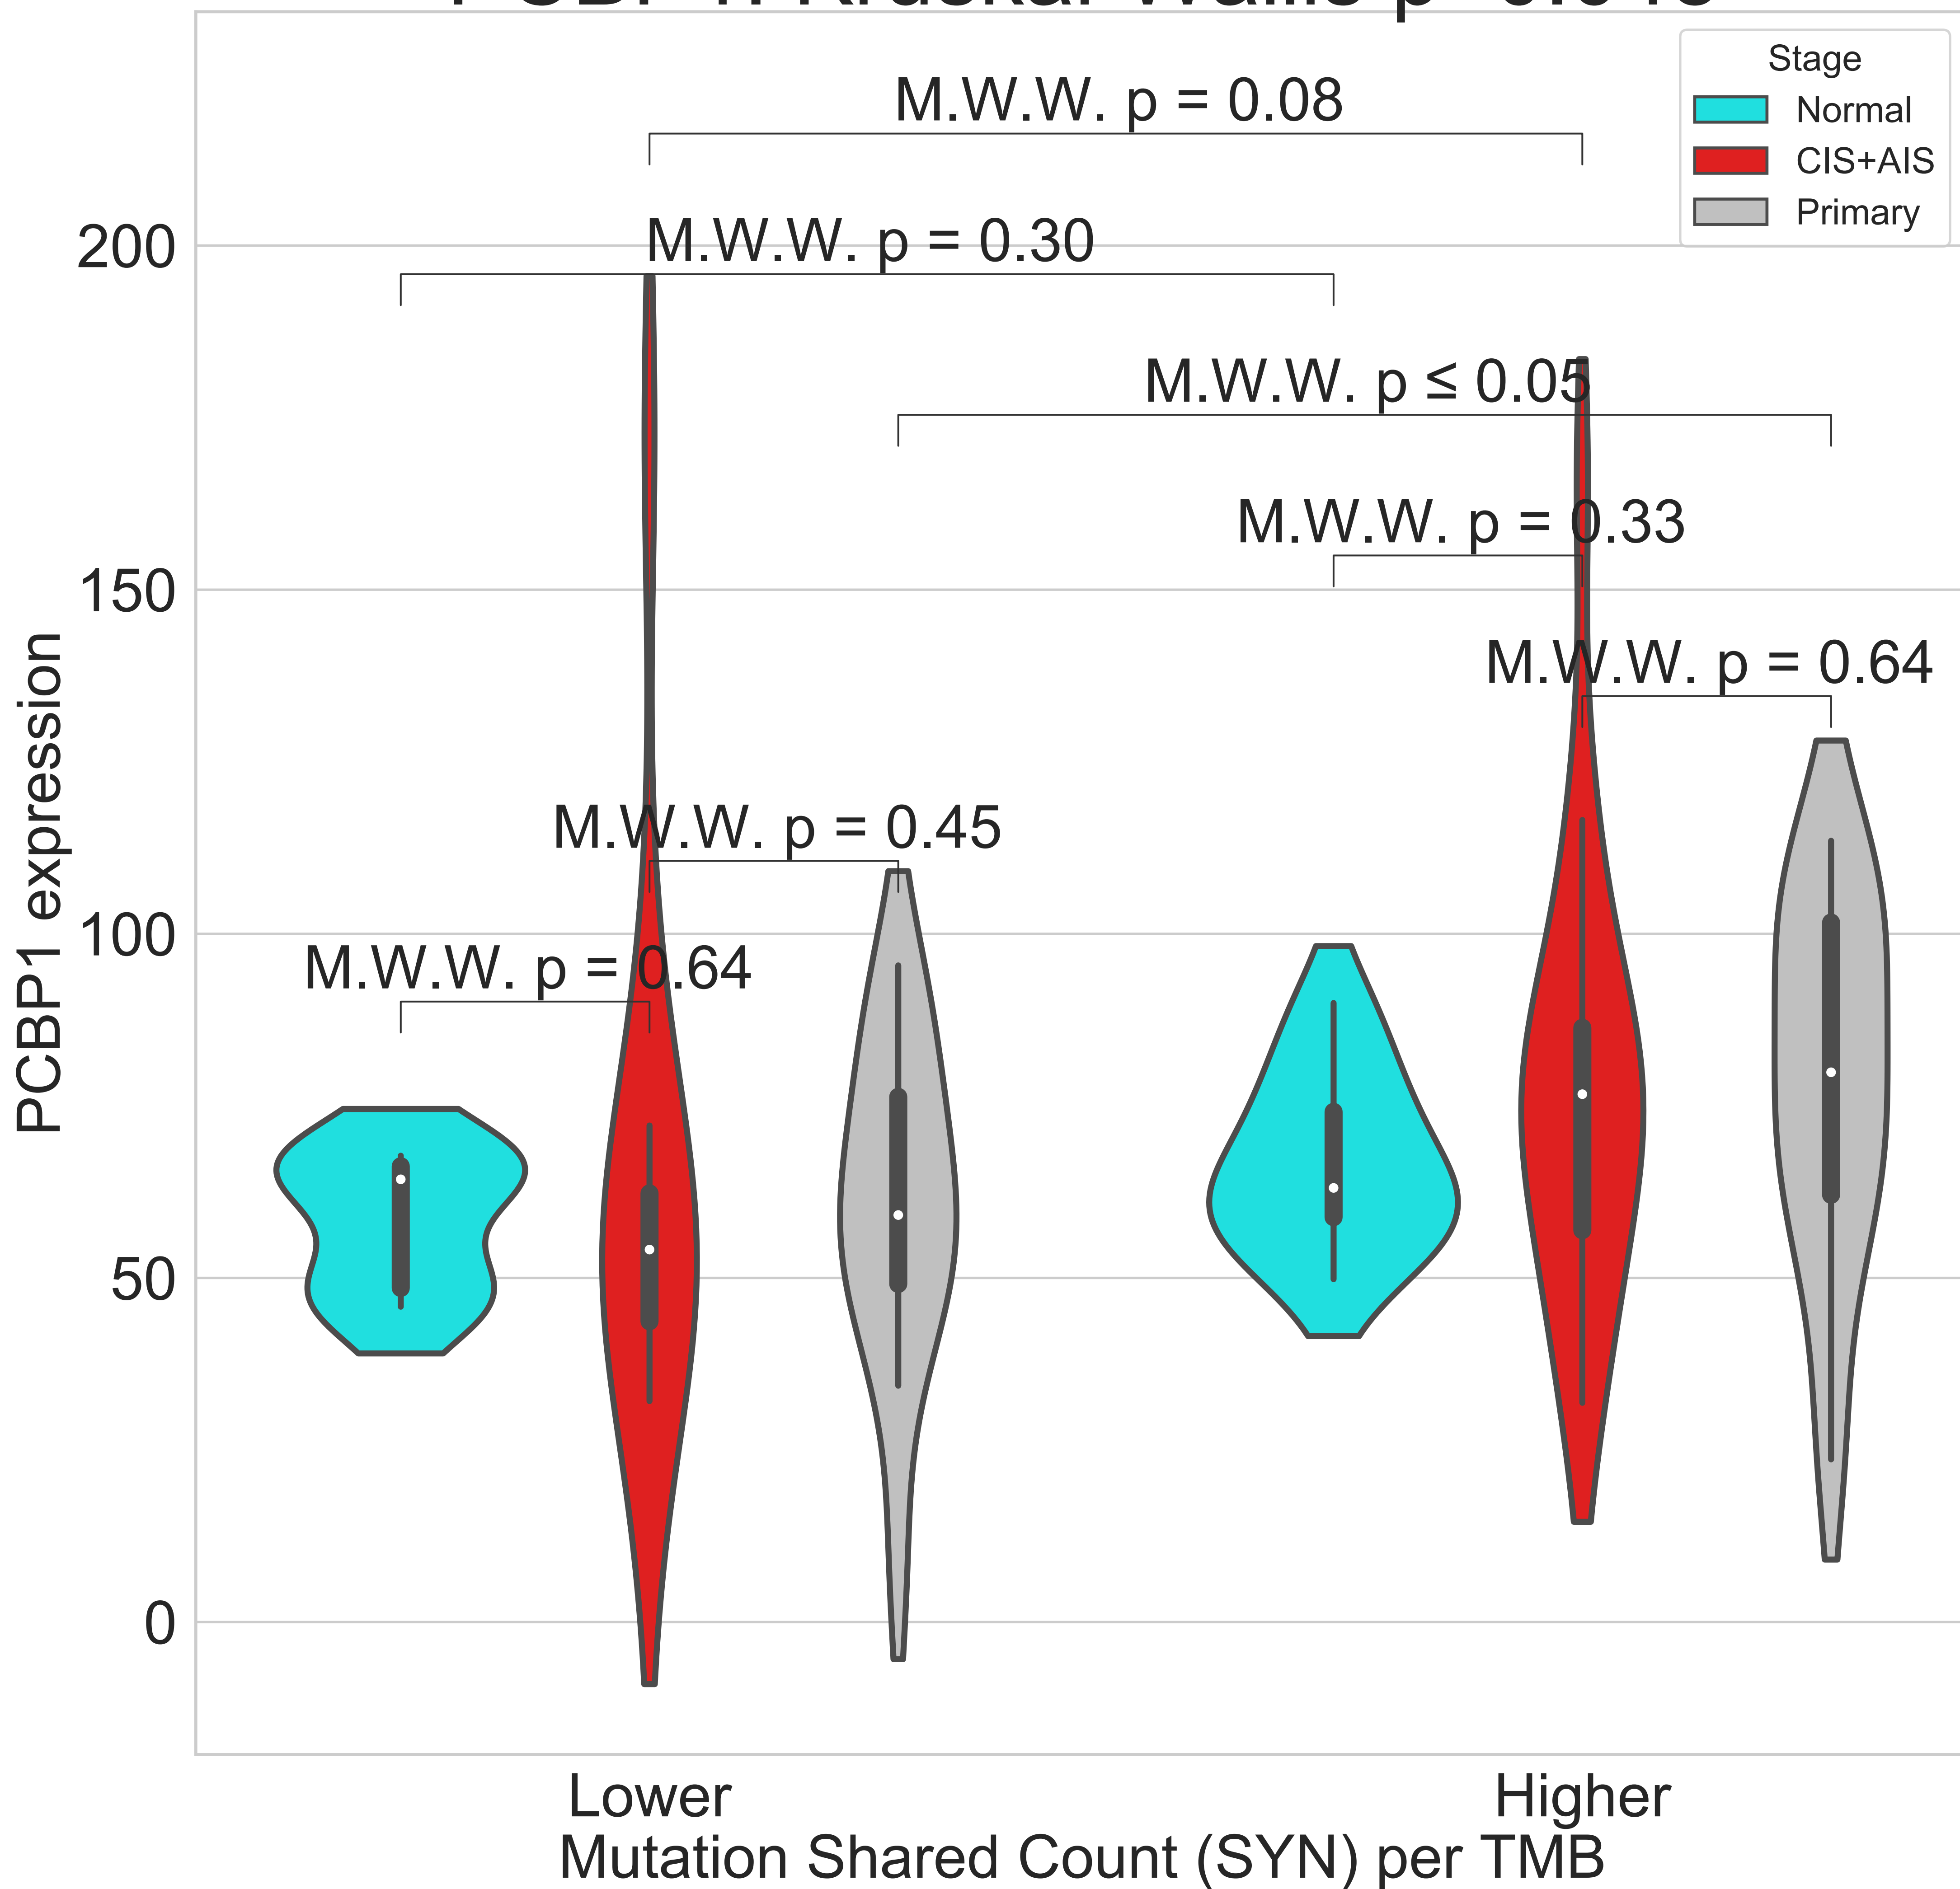 Stage
Normal
CIS+AIS
Primary
M.W.W. p = 0.08
M.W.W. p = 0.30
M.W.W. p ≤ 0.05
M.W.W. p = 0.33
M.W.W. p = 0.64
M.W.W. p = 0.45
M.W.W. p = 0.64
200
150
100
50
0
PCBP1 expression
Lower
Higher
Mutation Shared Count (SYN) per TMB